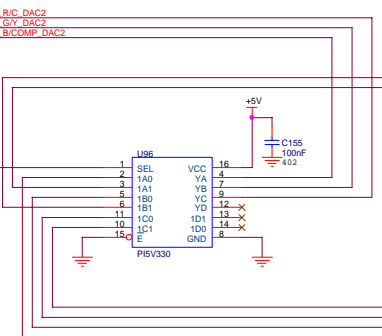 R/C_DAC2
G/Y_DAC2
B/COMP_DAC2
+5V
C155
100nF
402
U96
1 SEL VCC 16
2 1A0 YA 4
3 1A1 YB 7
5 1B0 YC 9
6 1B1 YD 12
11 1C0 1D1 13
10 1C1 1D0 14
15 E GND 8
PI5V330